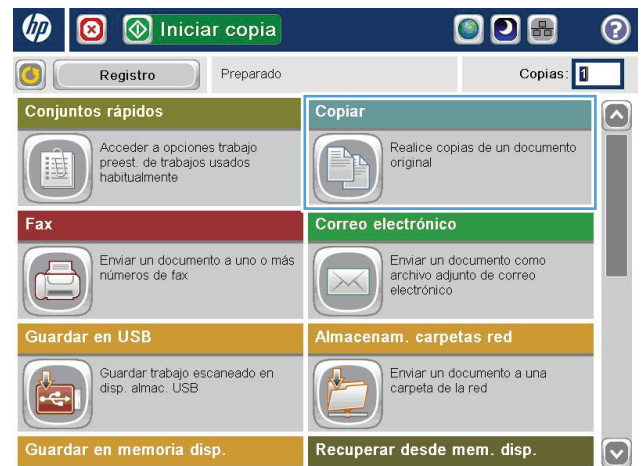 hp
Iniciar copia
?
Registro
Preparado
Copias: 1
Conjuntos rápidos
Acceder a opciones trabajo
preest. de trabajos usados
habitualmente
Copiar
Realice copias de un documento
original
Fax
Enviar un documento a uno o más
números de fax
Correo electrónico
Enviar un documento como
archivo adjunto de correo
electrónico
Guardar en USB
Guardar trabajo escaneado en
disp. almac. USB
Almacenam. carpetas red
Enviar un documento a una
carpeta de la red
Guardar en memoria disp.
Recuperar desde mem. disp.